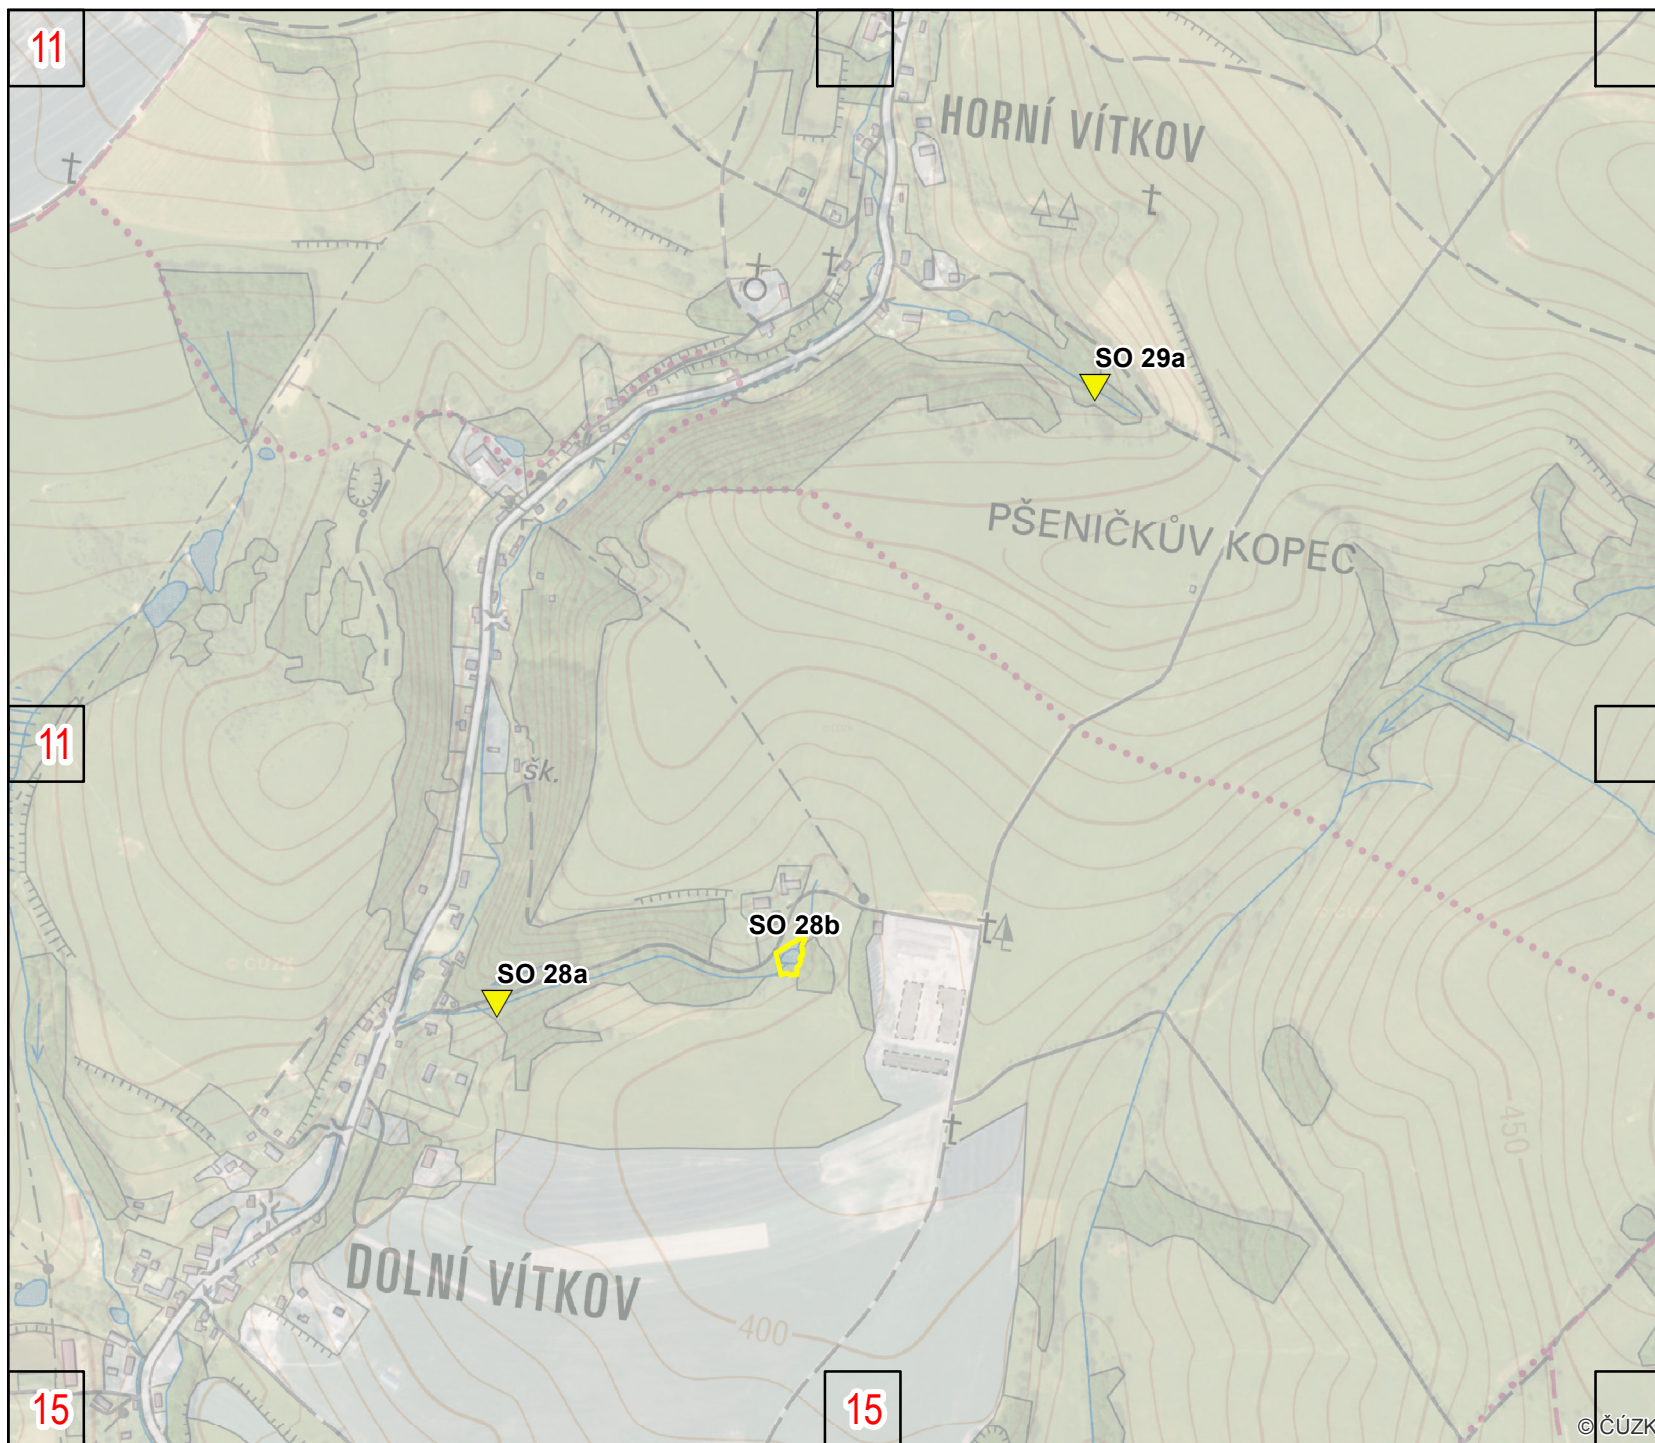 11
HORNÍ VÍTKOV
SO 29a
PŠENIČKŮV KOPEC
11
šk.
SO 28b
SO 28a
450
DOLNÍ VÍTKOV
400
15
15
© ČÚZK